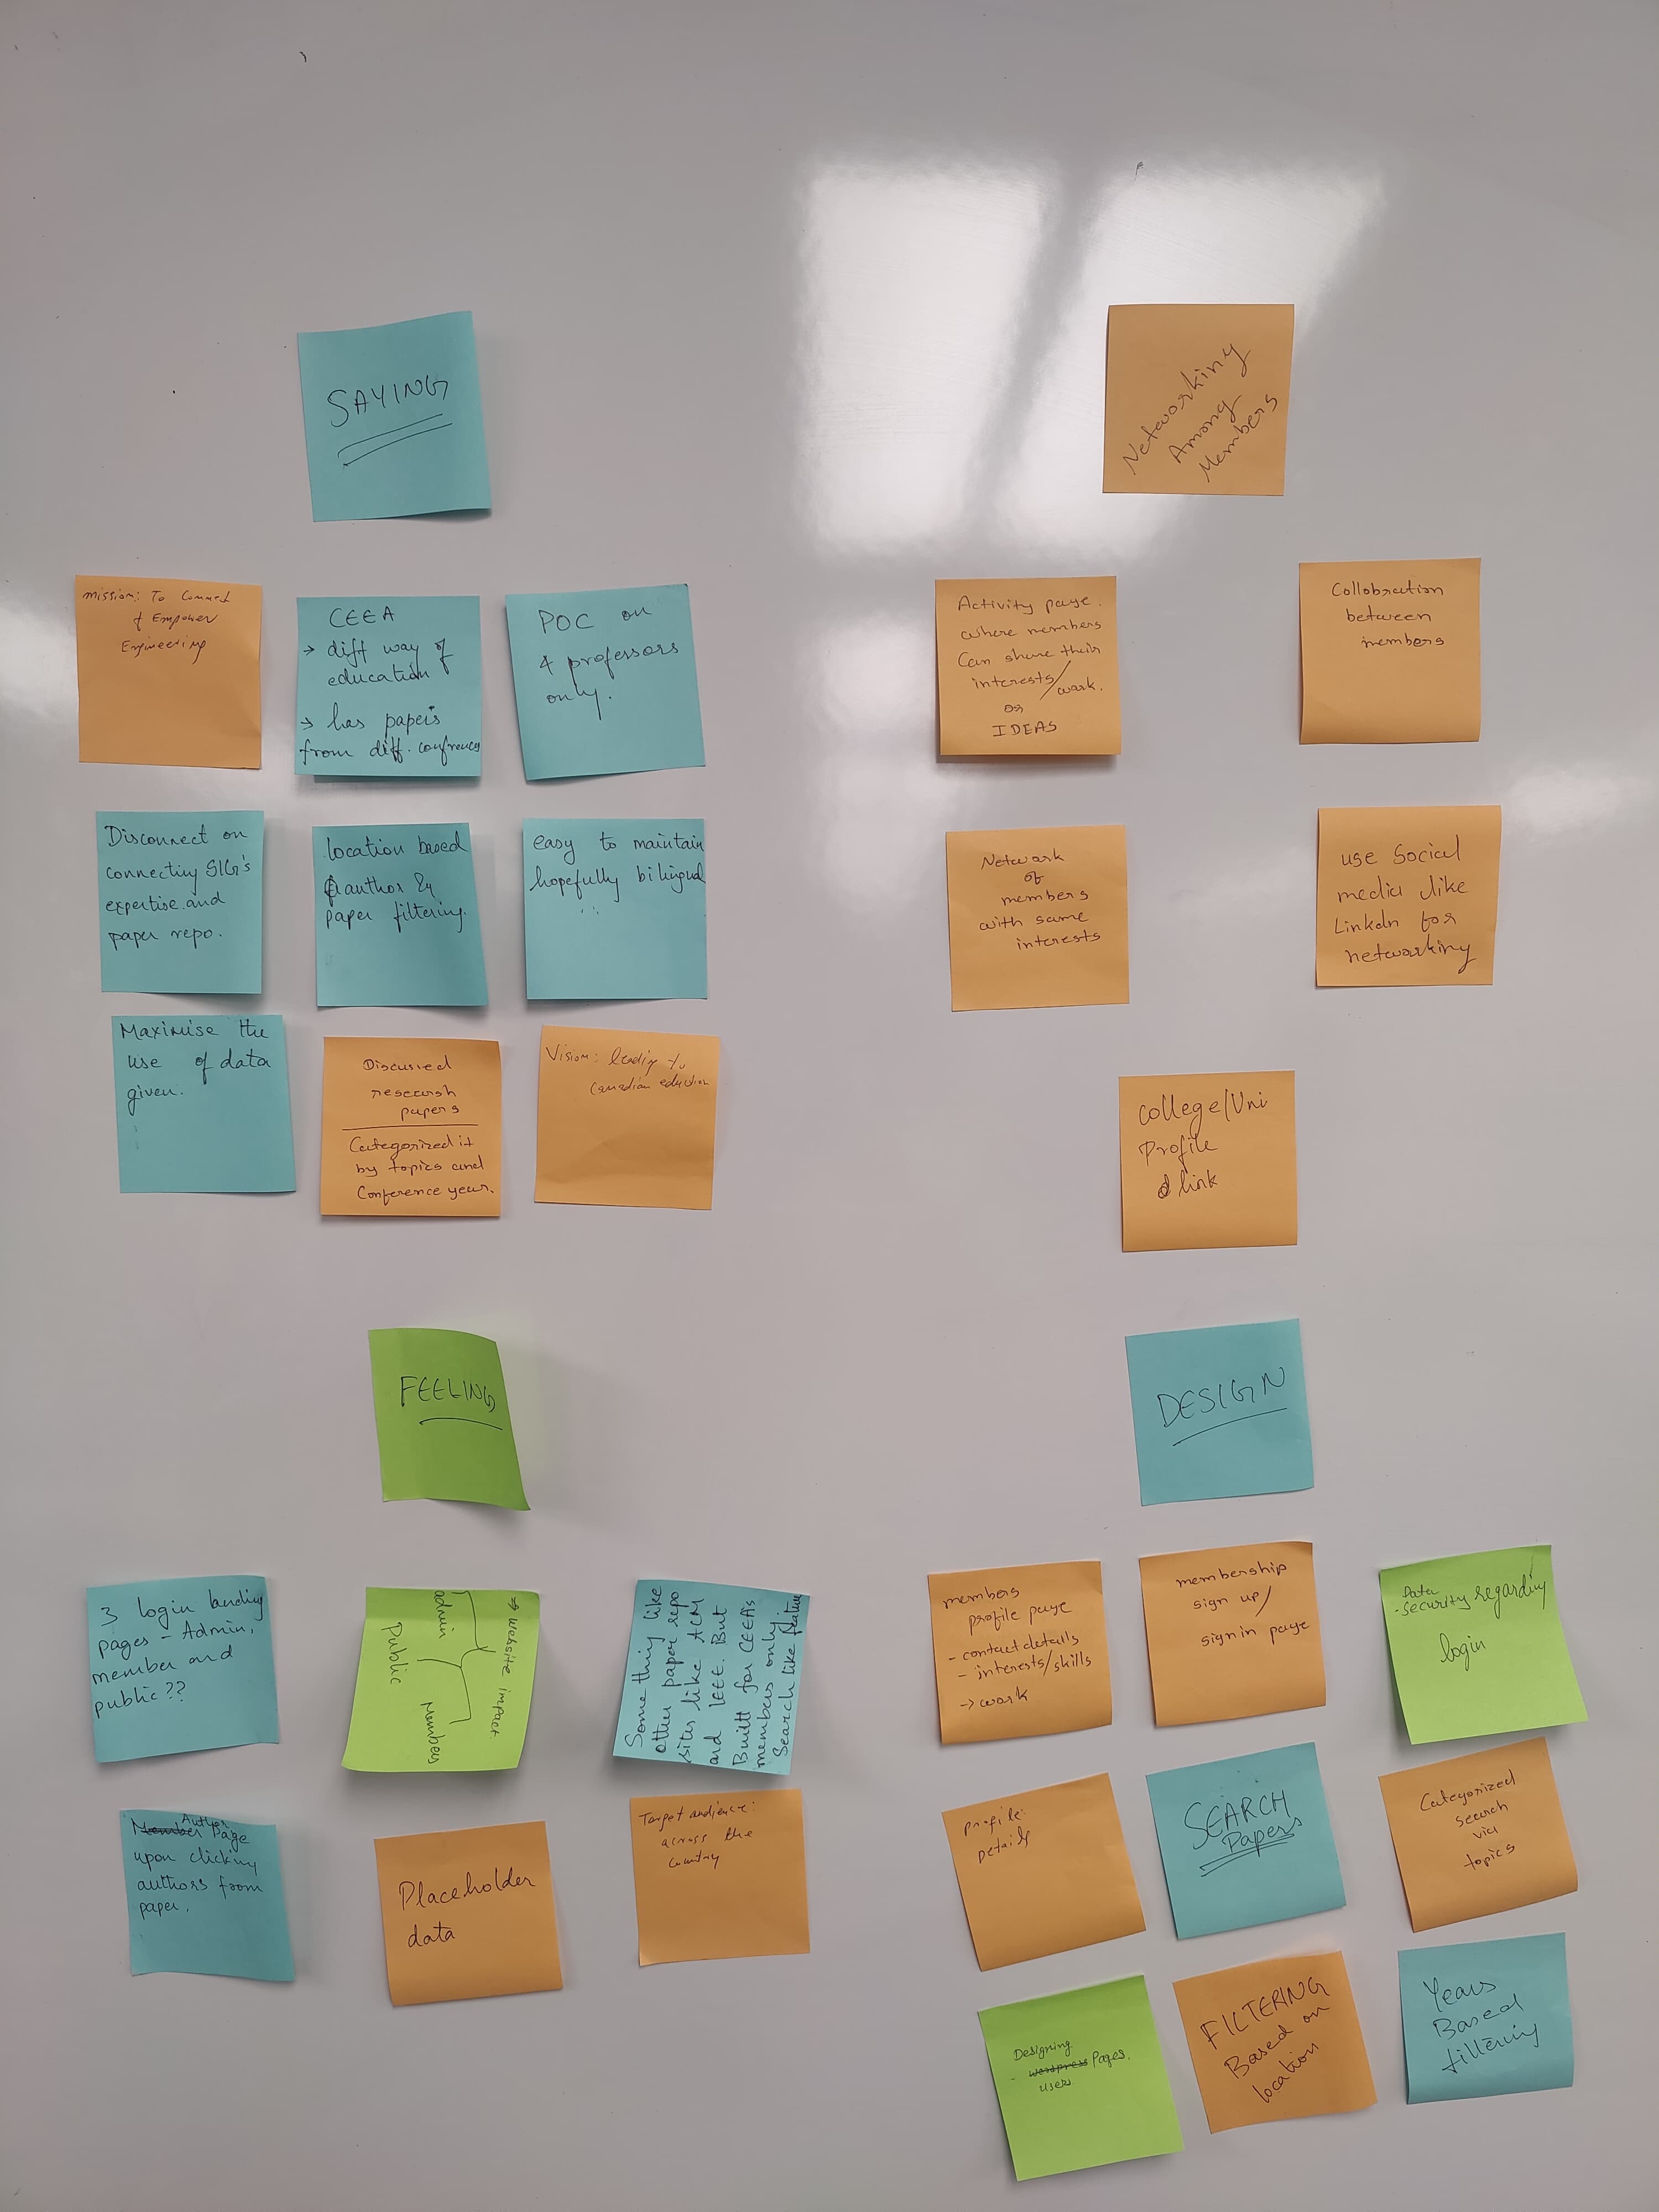 SAYING
mission: To Connect
& Empower
Engineering
CEEA
→ diff way of
education
→ has papers
from diff. conferences
POC on
4 professors
only.
Disconnect on
connecting SIG's
expertise and
paper repo.
location based
author &
paper filtering.
easy to maintain
hopefully bilingual
Maximise the
use of data
given.
Discussed
research
papers
Categorized it
by topics and
Conference year.
Vision: leading to
Canadian eduction
Networking
Among
Members
Activity page.
where members
Can share their
interests/work.
or
IDEAS
Collobration
between
members
Network
of
members
with same
interests
use Social
media like
Linkdn for
networking
college/Uni
Profile
link
FEELING
3 login landing
pages - Admin,
member and
public??
⇒ website impact
admin
Members
Public
Some thing like
other paper repo
sites like ACM
and IEEE. But
Built for CEEA's
members only.
Search like feature
Member Author Page
upon clicking
authors from
paper.
Placeholder
data
Target audience:
across the
country
DESIGN
members
profile page
- contact details
- interests/skills
→ work
membership
sign up/
sign in page
Data
- Security regarding
login
profile
details
SEARCH
Papers
Categorized
search
via
topics
Designing
- wordpress Pages.
users
FILTERING
Based on
location
Years
Based
filtering